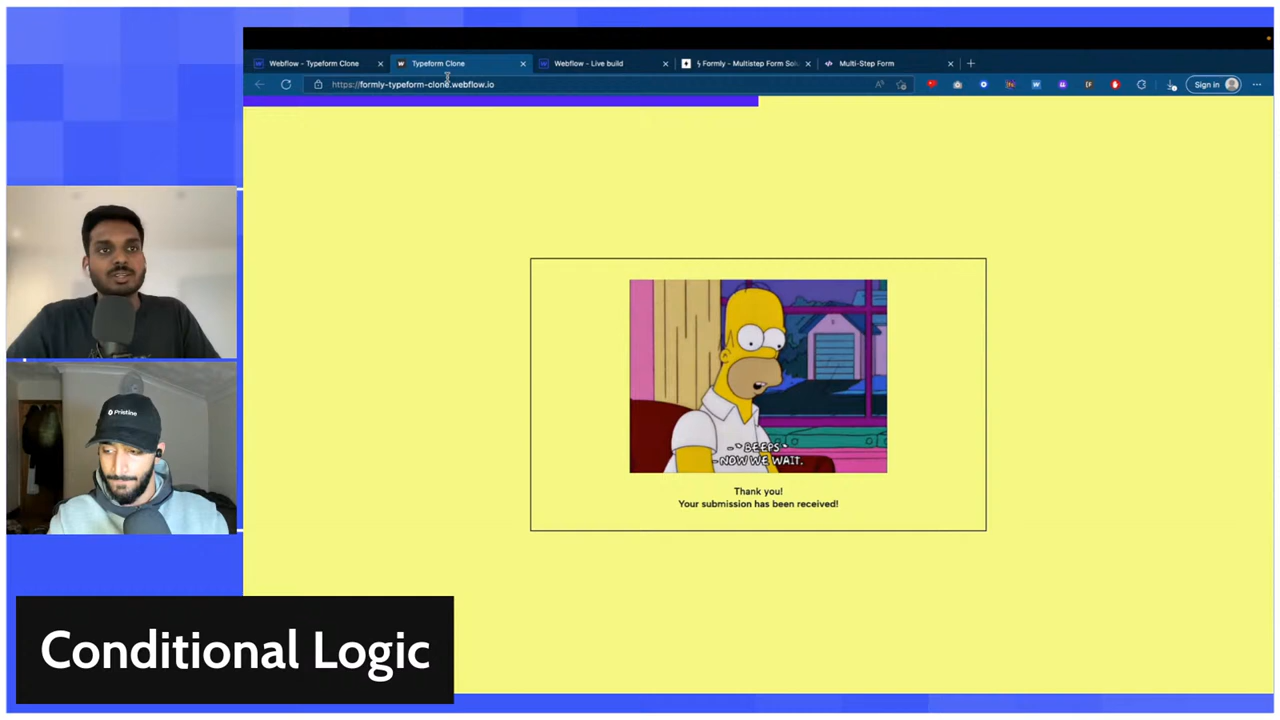 Webflow - Typeform Clone
Typeform Clone
Webflow - Live build
Formly - Multistep Form Solu
Multi-Step Form
https://formly-typeform-clone.webflow.io
Sign in
-*BEEPS*
-NOW WE WAIT.
Thank you!
Your submission has been received!
Pristine
Conditional Logic